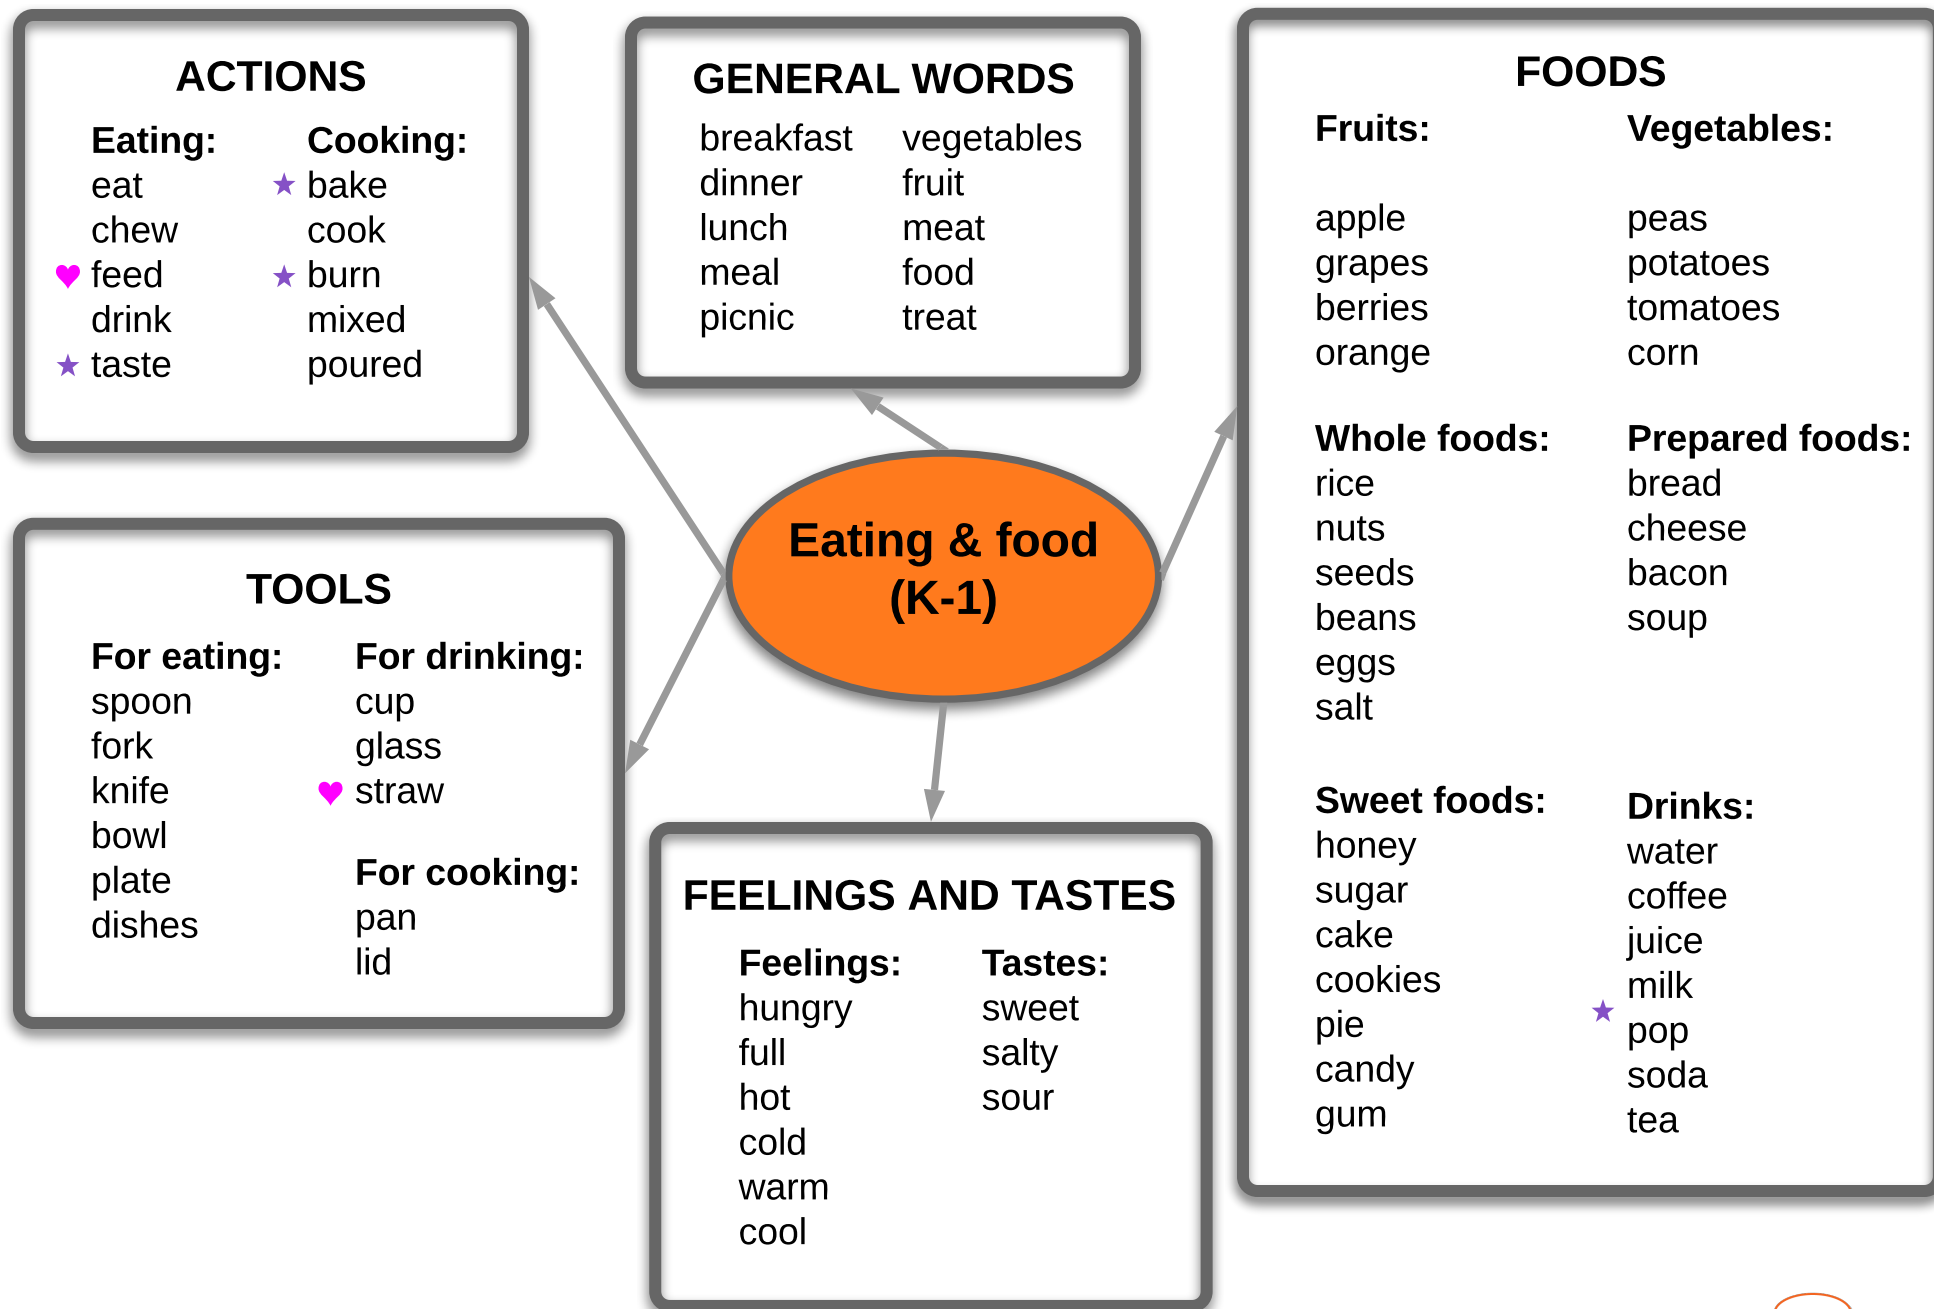 ACTIONS
Eating:
eat
chew
feed
drink
taste
Cooking:
bake
cook
burn
mixed
poured
GENERAL WORDS
breakfast
dinner
lunch
meal
picnic
vegetables
fruit
meat
food
treat
FOODS
Fruits:
apple
grapes
berries
orange
Vegetables:
peas
potatoes
tomatoes
corn
Whole foods:
rice
nuts
seeds
beans
eggs
salt
Prepared foods:
bread
cheese
bacon
soup
Sweet foods:
honey
sugar
cake
cookies
pie
candy
gum
Drinks:
water
coffee
juice
milk
pop
soda
tea
Eating & food
(K-1)
TOOLS
For eating:
spoon
fork
knife
bowl
plate
dishes
For drinking:
cup
glass
straw
For cooking:
pan
lid
FEELINGS AND TASTES
Feelings:
hungry
full
hot
cold
warm
cool
Tastes:
sweet
salty
sour